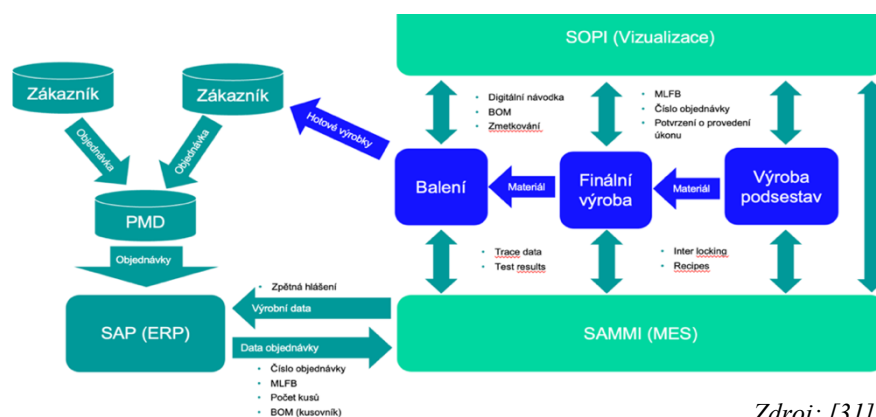 SOPI (Vizualizace)
Zákazník
Zákazník
Objednávka
Objednávka
Hotové výrobky
• Digitální návodka
• BOM
• Zmetkování
• MLFB
• Číslo objednávky
• Potvrzení o provedení
úkonu
Balení
Materiál
Finální
výroba
Materiál
Výroba
podsestav
PMD
Objednávky
• Trace data
• Test results
• Inter locking
• Recipes
• Zpětná hlášení
Výrobní data
SAP (ERP)
SAMMI (MES)
Data objednávky
• Číslo objednávky
• MLFB
• Počet kusů
• BOM (kusovník)
Zdroj: [31]